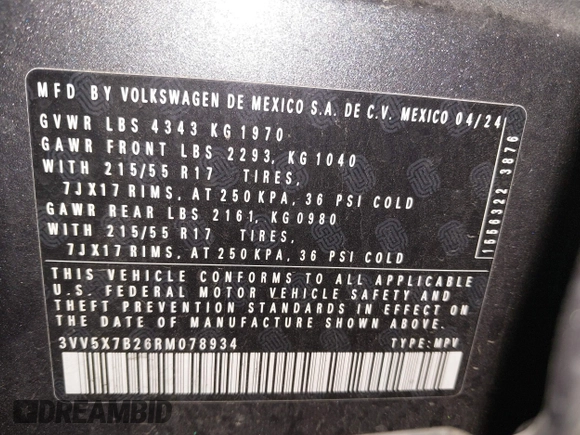 MFD BY VOLKSWAGEN DE MEXICO S.A. DE C.V. MEXICO 04/24
GVWR LBS 4343 KG 1970
GAWR FRONT LBS 2293, KG 1040
WITH 215/55 R17 TIRES,
7JX17 RIMS, AT 250 KPA, 36 PSI COLD
GAWR REAR LBS 2161, KG 0980
WITH 215/55 R17 TIRES,
7JX17 RIMS, AT 250 KPA, 36 PSI COLD
THIS VEHICLE CONFORMS TO ALL APPLICABLE
U.S. FEDERAL MOTOR VEHICLE SAFETY AND
THEFT PREVENTION STANDARDS IN EFFECT
ON THE DATE OF MANUFACTURE SHOWN ABOVE.
3VV5X7B26RM078934 TYPE: MPV
1556322 3876
DREAMBID